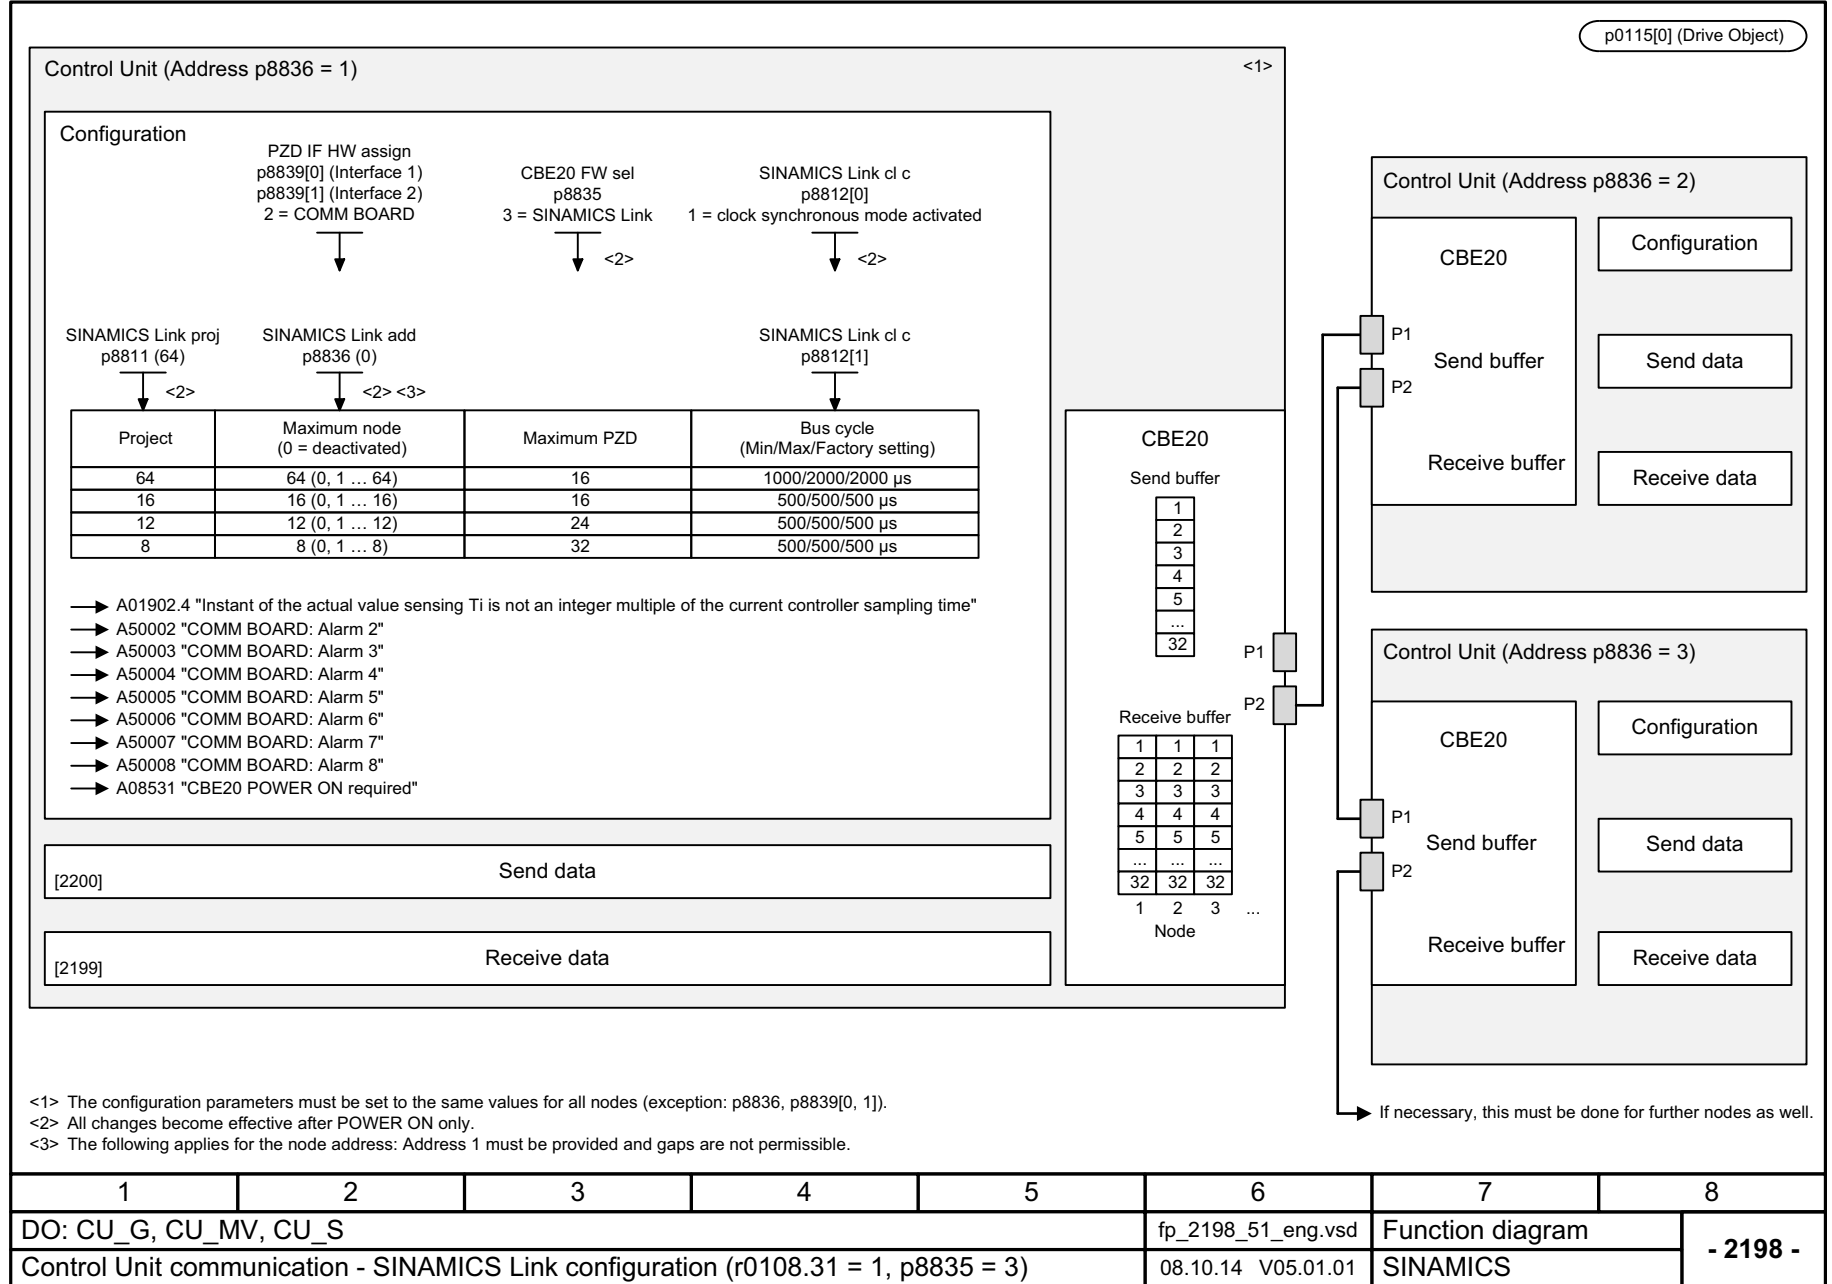 p0115[0] (Drive Object)
Control Unit (Address p8836 = 1)
<1>
Configuration
PZD IF HW assign
p8839[0] (Interface 1)
p8839[1] (Interface 2)
2 = COMM BOARD
CBE20 FW sel
p8835
3 = SINAMICS Link
<2>
SINAMICS Link cl c
p8812[0]
1 = clock synchronous mode activated
<2>
SINAMICS Link proj
p8811 (64)
<2>
SINAMICS Link add
p8836 (0)
<2> <3>
SINAMICS Link cl c
p8812[1]
Project
Maximum node
(0 = deactivated)
Maximum PZD
Bus cycle
(Min/Max/Factory setting)
64 64 (0, 1 … 64) 16 1000/2000/2000 µs
16 16 (0, 1 … 16) 16 500/500/500 µs
12 12 (0, 1 … 12) 24 500/500/500 µs
8 8 (0, 1 … 8) 32 500/500/500 µs
A01902.4 "Instant of the actual value sensing Ti is not an integer multiple of the current controller sampling time"
A50002 "COMM BOARD: Alarm 2"
A50003 "COMM BOARD: Alarm 3"
A50004 "COMM BOARD: Alarm 4"
A50005 "COMM BOARD: Alarm 5"
A50006 "COMM BOARD: Alarm 6"
A50007 "COMM BOARD: Alarm 7"
A50008 "COMM BOARD: Alarm 8"
A08531 "CBE20 POWER ON required"
[2200]
Send data
[2199]
Receive data
CBE20
Send buffer
1
2
3
4
5
...
32
P1
P2
Receive buffer
1 1 1
2 2 2
3 3 3
4 4 4
5 5 5
... ... ...
32 32 32
1 2 3 ...
Node
Control Unit (Address p8836 = 2)
CBE20
Configuration
P1
Send buffer
Send data
P2
Receive buffer
Receive data
Control Unit (Address p8836 = 3)
CBE20
Configuration
P1
Send buffer
Send data
P2
Receive buffer
Receive data
If necessary, this must be done for further nodes as well.
<1> The configuration parameters must be set to the same values for all nodes (exception: p8836, p8839[0, 1]).
<2> All changes become effective after POWER ON only.
<3> The following applies for the node address: Address 1 must be provided and gaps are not permissible.
1 2 3 4 5 6 7 8
DO: CU_G, CU_MV, CU_S
fp_2198_51_eng.vsd
Function diagram
- 2198 -
Control Unit communication - SINAMICS Link configuration (r0108.31 = 1, p8835 = 3)
08.10.14 V05.01.01
SINAMICS